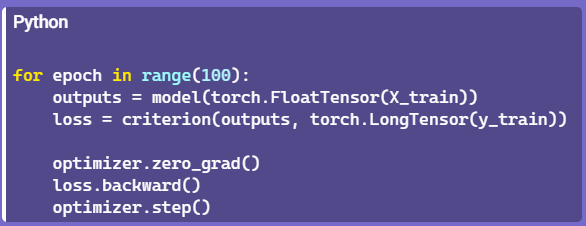 Python
for epoch in range(100):
    outputs = model(torch.FloatTensor(X_train))
    loss = criterion(outputs, torch.LongTensor(y_train))
    optimizer.zero_grad()
    loss.backward()
    optimizer.step()